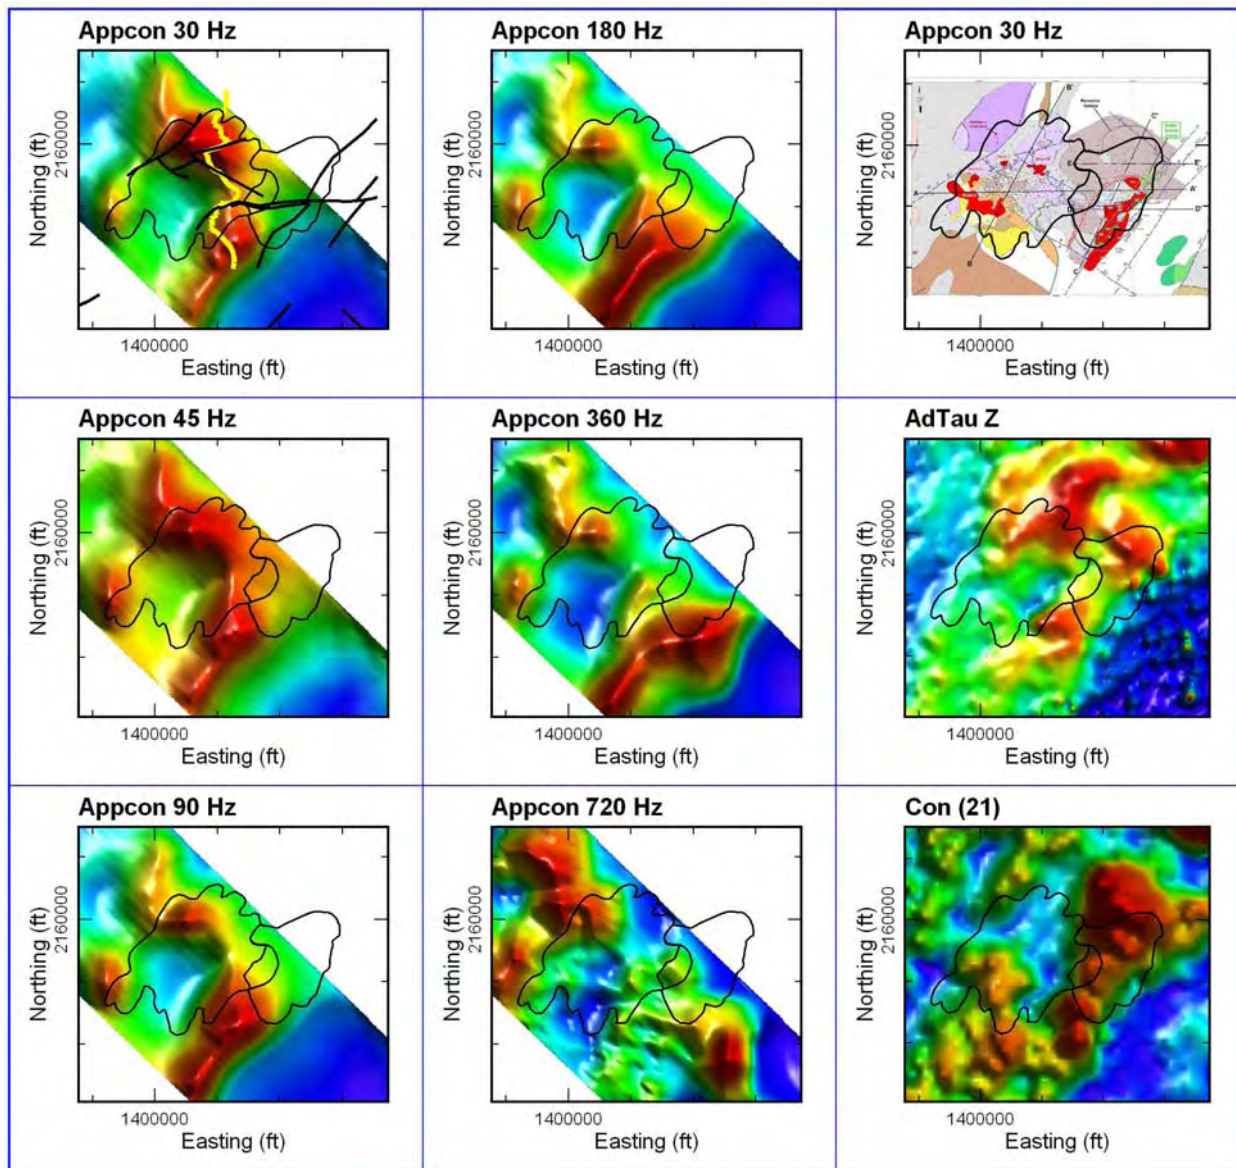 Appcon 30 Hz
Northing (ft)
2160000
1400000
Easting (ft)
Appcon 180 Hz
Northing (ft)
2160000
1400000
Easting (ft)
Appcon 30 Hz
Northing (ft)
2160000
B'
C'
E
E'
A
A'
D'
B
C
1400000
Easting (ft)
Appcon 45 Hz
Northing (ft)
2160000
1400000
Easting (ft)
Appcon 360 Hz
Northing (ft)
2160000
1400000
Easting (ft)
AdTau Z
Northing (ft)
2160000
1400000
Easting (ft)
Appcon 90 Hz
Northing (ft)
2160000
1400000
Easting (ft)
Appcon 720 Hz
Northing (ft)
2160000
1400000
Easting (ft)
Con (21)
Northing (ft)
2160000
1400000
Easting (ft)